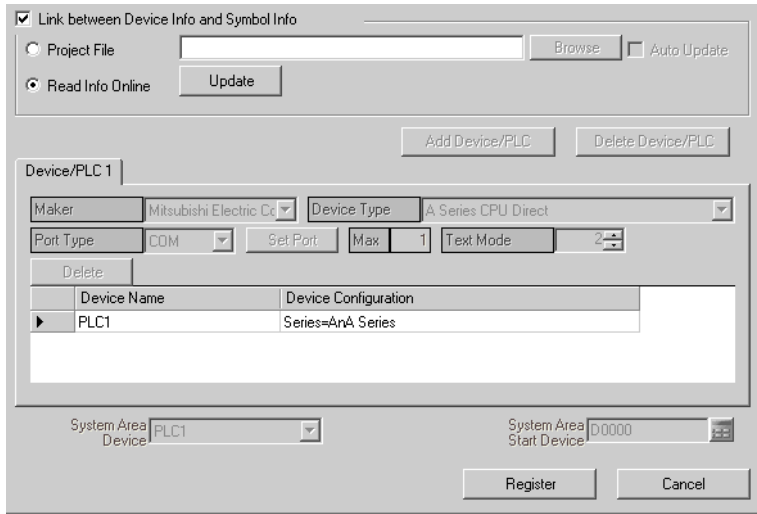 Link between Device Info and Symbol Info
Project File Browse Auto Update
Read Info Online Update
Add Device/PLC Delete Device/PLC
Device/PLC 1
Maker Mitsubishi Electric Device Type A Series CPU Direct
Port Type COM Set Port Max 1 Text Mode 2
Delete
Device Name Device Configuration
PLC1 Series=AnA Series
System Area Device PLC1 System Area Start Device D0000
Register Cancel